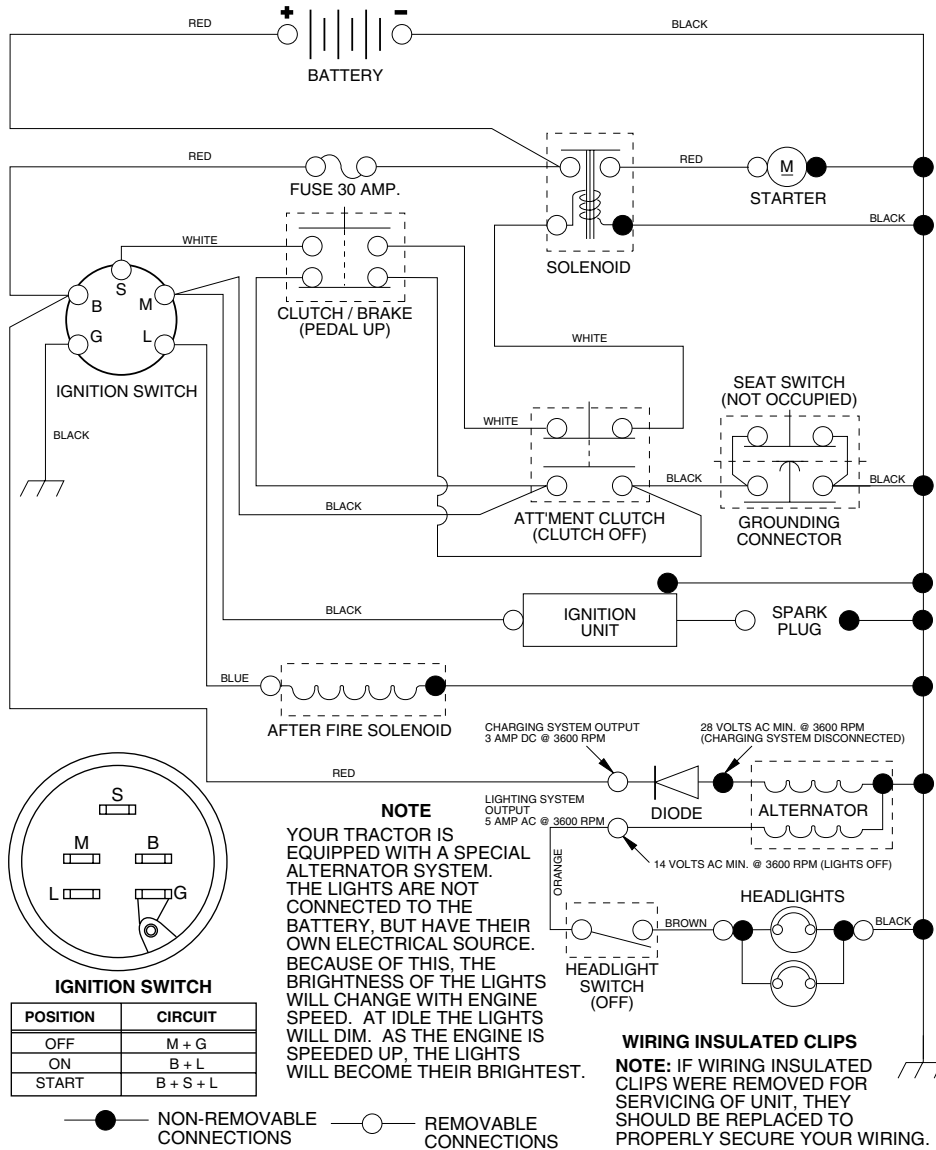 +
-
RED
BLACK
BATTERY
RED
FUSE 30 AMP.
RED
M
STARTER
BLACK
SOLENOID
WHITE
CLUTCH / BRAKE
(PEDAL UP)
S
B
M
G
L
IGNITION SWITCH
BLACK
WHITE
WHITE
SEAT SWITCH
(NOT OCCUPIED)
BLACK
BLACK
BLACK
ATT'MENT CLUTCH
(CLUTCH OFF)
GROUNDING
CONNECTOR
BLACK
IGNITION
UNIT
SPARK
PLUG
BLUE
AFTER FIRE SOLENOID
CHARGING SYSTEM OUTPUT
3 AMP DC @ 3600 RPM
28 VOLTS AC MIN. @ 3600 RPM
(CHARGING SYSTEM DISCONNECTED)
RED
DIODE
ALTERNATOR
LIGHTING SYSTEM
OUTPUT
5 AMP AC @ 3600 RPM
14 VOLTS AC MIN. @ 3600 RPM (LIGHTS OFF)
ORANGE
HEADLIGHTS
BROWN
BLACK
HEADLIGHT
SWITCH
(OFF)
S
M
B
L
G
IGNITION SWITCH
POSITION CIRCUIT
OFF M + G
ON B + L
START B + S + L
NOTE
YOUR TRACTOR IS
EQUIPPED WITH A SPECIAL
ALTERNATOR SYSTEM.
THE LIGHTS ARE NOT
CONNECTED TO THE
BATTERY, BUT HAVE THEIR
OWN ELECTRICAL SOURCE.
BECAUSE OF THIS, THE
BRIGHTNESS OF THE LIGHTS
WILL CHANGE WITH ENGINE
SPEED. AT IDLE THE LIGHTS
WILL DIM. AS THE ENGINE IS
SPEEDED UP, THE LIGHTS
WILL BECOME THEIR BRIGHTEST.
WIRING INSULATED CLIPS
NOTE: IF WIRING INSULATED
CLIPS WERE REMOVED FOR
SERVICING OF UNIT, THEY
SHOULD BE REPLACED TO
PROPERLY SECURE YOUR WIRING.
NON-REMOVABLE
CONNECTIONS
REMOVABLE
CONNECTIONS